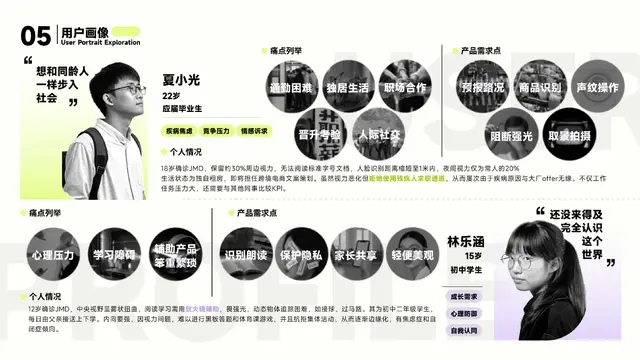 05
用户画像
User Portrait Exploration
“
想和同龄人
一样步入
社会
”
夏小光
22岁
应届毕业生
疾病焦虑
竞争压力
情感诉求
痛点列举
通勤困难
独居生活
职场合作
晋升考验
人际社交
产品需求点
预报路况
商品识别
声纹操作
阻断强光
取景拍摄
个人情况
18岁确诊JMD，保留约30%周边视力，无法阅读标准字号文档，人脸识别距离缩短至1米内，夜间视力仅为常人的20%
生活状态为独自租房，即将担任跨境电商文案策划。虽然视力恶化但拒绝使用残疾人求职通道，从而屡次由于疾病原因与大厂offer无缘。不仅工作
任务压力大，还需要与其他同事比较KPI。
痛点列举
心理压力
学习障碍
辅助产品
笨重繁琐
产品需求点
识别朗读
保护隐私
家长共享
轻便美观
林乐涵
15岁
初中学生
成长需求
心理防御
自我认同
“
还没来得及
完全认识
这个
世界
”
个人情况
12岁确诊JMD，中央视野呈雾状扭曲，阅读学习需用放大镜辅助，畏强光，动态物体追踪困难，如接球、过马路。其为初中二年级学生，
每日由父亲接送上下学。内向要强，因视力问题，难以进行黑板答题和体育课游戏，并且抗拒集体活动，从而逐渐边缘化，有焦虑症和自
闭症倾向。